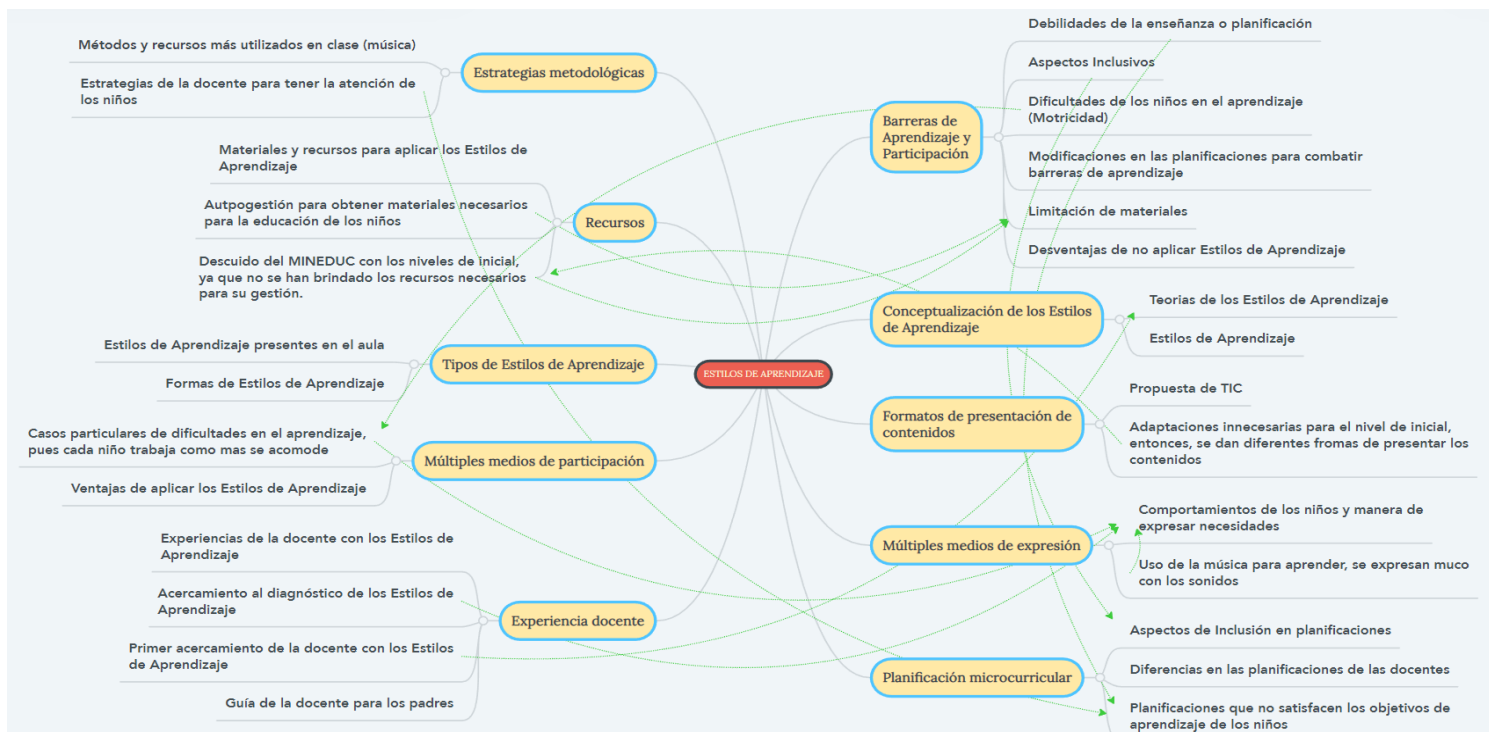 Métodos y recursos más utilizados en clase (música)
Estrategias de la docente para tener la atención de
los niños
Estrategias metodológicas
Materiales y recursos para aplicar los Estilos de
Aprendizaje
Autpogestión para obtener materiales necesarios
para la educación de los niños
Descuido del MINEDUC con los niveles de inicial,
ya que no se han brindado los recursos necesarios
para su gestión.
Recursos
Estilos de Aprendizaje presentes en el aula
Formas de Estilos de Aprendizaje
Tipos de Estilos de Aprendizaje
Casos particulares de dificultades en el aprendizaje,
pues cada niño trabaja como mas se acomode
Ventajas de aplicar los Estilos de Aprendizaje
Múltiples medios de participación
Experiencias de la docente con los Estilos de
Aprendizaje
Acercamiento al diagnóstico de los Estilos de
Aprendizaje
Primer acercamiento de la docente con los Estilos
de Aprendizaje
Guía de la docente para los padres
Experiencia docente
ESTILOS DE APRENDIZAJE
Barreras de
Aprendizaje y
Participación
Debilidades de la enseñanza o planificación
Aspectos Inclusivos
Dificultades de los niños en el aprendizaje
(Motricidad)
Modificaciones en las planificaciones para combatir
barreras de aprendizaje
Limitación de materiales
Desventajas de no aplicar Estilos de Aprendizaje
Conceptualización de los Estilos
de Aprendizaje
Teorias de los Estilos de Aprendizaje
Estilos de Aprendizaje
Formatos de presentación de
contenidos
Propuesta de TIC
Adaptaciones innecesarias para el nivel de inicial,
entonces, se dan diferentes fromas de presentar los
contenidos
Múltiples medios de expresión
Comportamientos de los niños y manera de
expresar necesidades
Uso de la música para aprender, se expresan muco
con los sonidos
Planificación microcurricular
Aspectos de Inclusión en planificaciones
Diferencias en las planificaciones de las docentes
Planificaciones que no satisfacen los objetivos de
aprendizaje de los niños